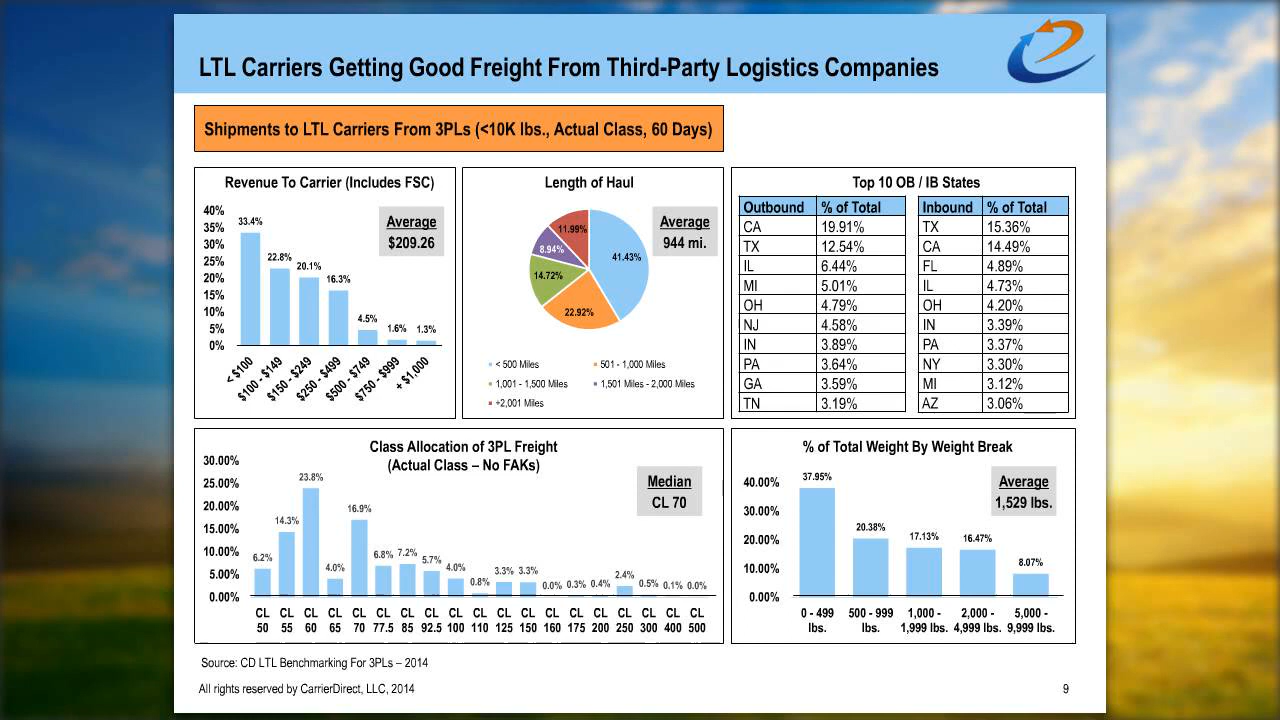 LTL Carriers Getting Good Freight From Third-Party Logistics Companies
Shipments to LTL Carriers From 3PLs (<10K lbs., Actual Class, 60 Days)
Revenue To Carrier (Includes FSC)
40%
35%
30%
25%
20%
15%
10%
5%
0%
33.4%
22.8%
20.1%
16.3%
4.5%
1.6%
1.3%
Average
$209.26
< $100
$100 - $149
$150 - $249
$250 - $499
$500 - $749
$750 - $999
+ $1,000
Length of Haul
Average
944 mi.
11.99%
8.94%
41.43%
14.72%
22.92%
< 500 Miles
501 - 1,000 Miles
1,001 - 1,500 Miles
1,501 Miles - 2,000 Miles
+2,001 Miles
Top 10 OB / IB States
Outbound % of Total Inbound % of Total
CA 19.91% TX 15.36%
TX 12.54% CA 14.49%
IL 6.44% FL 4.89%
MI 5.01% IL 4.73%
OH 4.79% OH 4.20%
NJ 4.58% IN 3.39%
IN 3.89% PA 3.37%
PA 3.64% NY 3.30%
GA 3.59% MI 3.12%
TN 3.19% AZ 3.06%
Class Allocation of 3PL Freight
(Actual Class – No FAKs)
30.00%
25.00%
20.00%
15.00%
10.00%
5.00%
0.00%
6.2%
14.3%
23.8%
4.0%
16.9%
6.8%
7.2%
5.7%
4.0%
0.8%
3.3%
3.3%
0.0%
0.3%
0.4%
2.4%
0.5%
0.1%
0.0%
Median
CL 70
CL CL CL CL CL CL CL CL CL CL CL CL CL CL CL CL CL CL CL
50 55 60 65 70 77.5 85 92.5 100 110 125 150 160 175 200 250 300 400 500
% of Total Weight By Weight Break
40.00%
30.00%
20.00%
10.00%
0.00%
37.95%
20.38%
17.13%
16.47%
8.07%
Average
1,529 lbs.
0 - 499 500 - 999 1,000 - 2,000 - 5,000 -
lbs. lbs. 1,999 lbs. 4,999 lbs. 9,999 lbs.
Source: CD LTL Benchmarking For 3PLs – 2014
All rights reserved by CarrierDirect, LLC, 2014
9